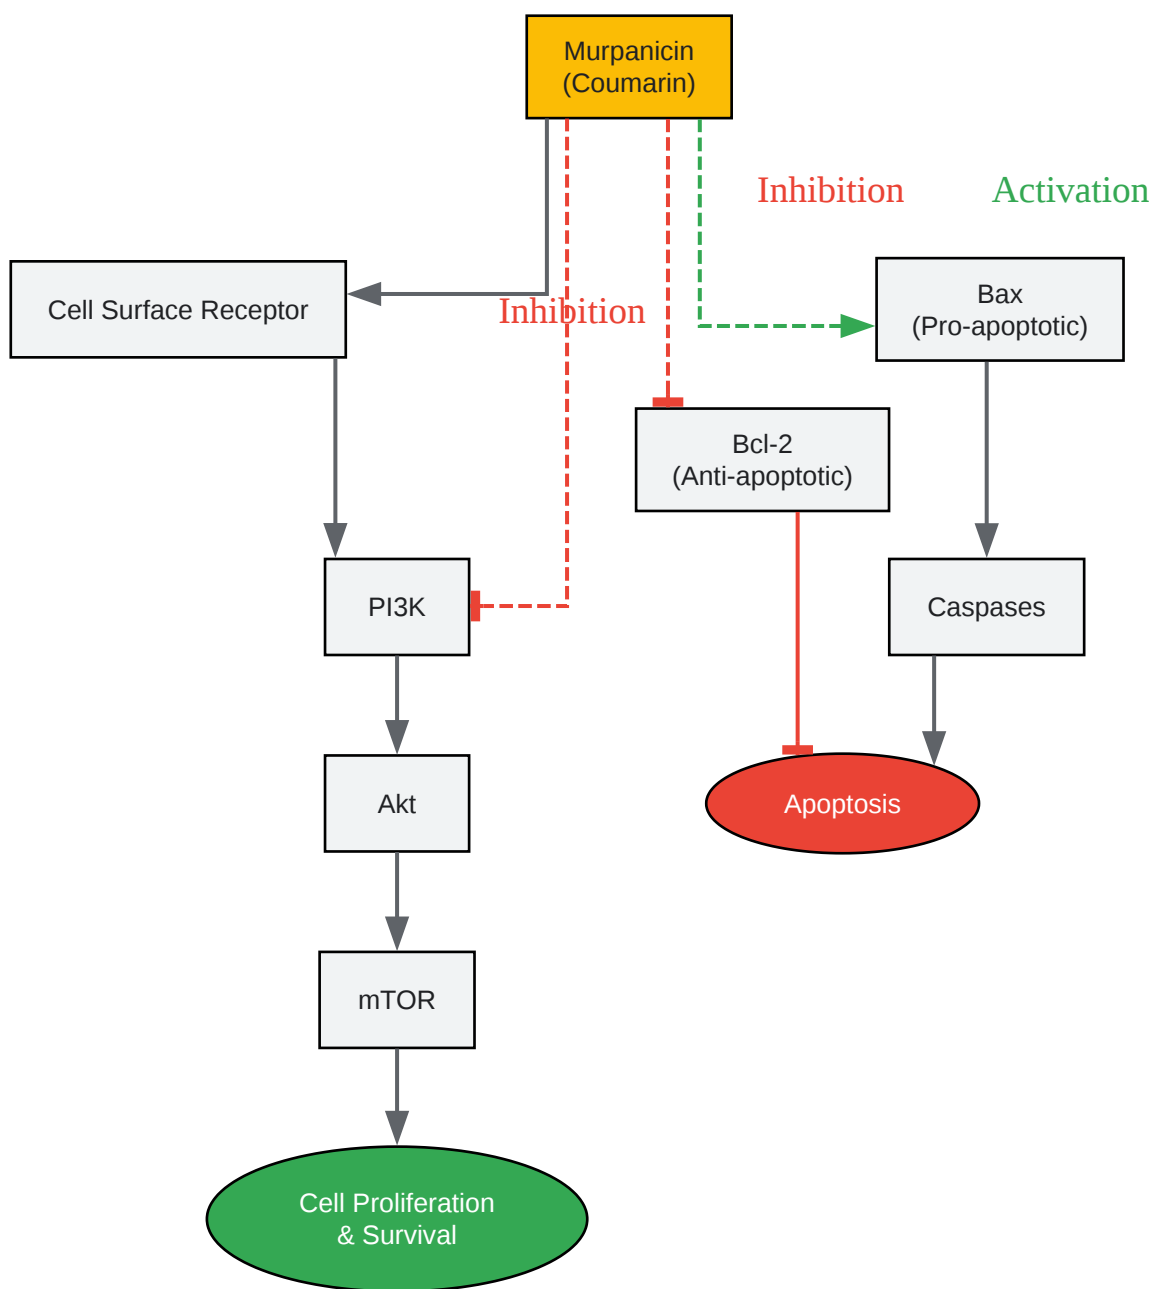 Murpanicin
(Coumarin)
Inhibition
Activation
Cell Surface Receptor
Inhibition
Bax
(Pro-apoptotic)
Bcl-2
(Anti-apoptotic)
PI3K
Caspases
Akt
Apoptosis
mTOR
Cell Proliferation
& Survival